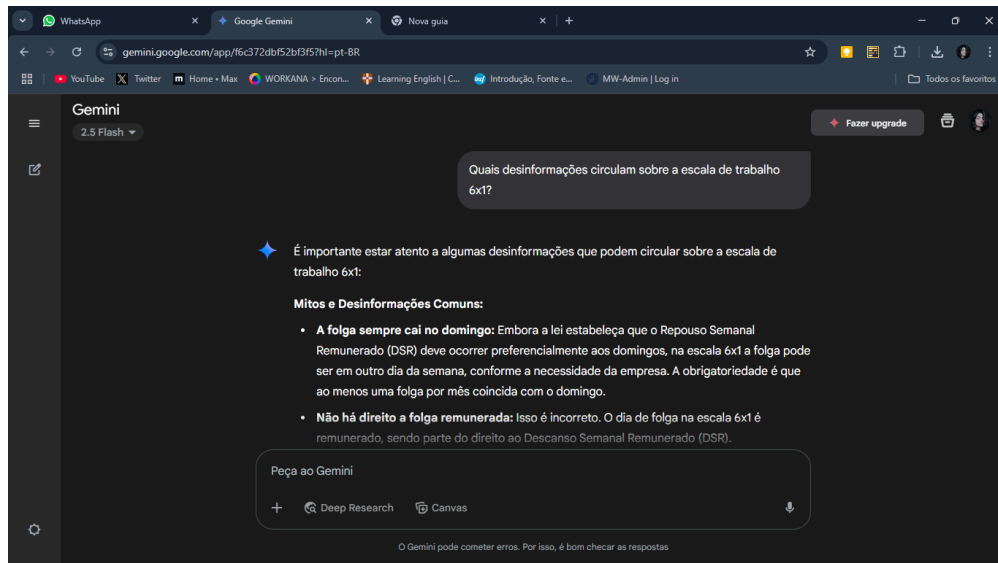 WhatsApp
Google Gemini
Nova guia
gemini.google.com/app/f6c372dbf52bf3f5?hl=pt-BR
YouTube
Twitter
Home • Max
WORKANA > Encon...
Learning English | C...
Introdução, Fonte e...
MW-Admin | Log in
Todos os favoritos
Gemini
2.5 Flash
Fazer upgrade
Quais desinformações circulam sobre a escala de trabalho
6x1?
É importante estar atento a algumas desinformações que podem circular sobre a escala de
trabalho 6x1:
Mitos e Desinformações Comuns:
• A folga sempre cai no domingo: Embora a lei estabeleça que o Repouso Semanal
Remunerado (DSR) deve ocorrer preferencialmente aos domingos, na escala 6x1 a folga pode
ser em outro dia da semana, conforme a necessidade da empresa. A obrigatoriedade é que
ao menos uma folga por mês coincida com o domingo.
• Não há direito a folga remunerada: Isso é incorreto. O dia de folga na escala 6x1 é
remunerado, sendo parte do direito ao Descanso Semanal Remunerado (DSR).
Peça ao Gemini
Deep Research
Canvas
O Gemini pode cometer erros. Por isso, é bom checar as respostas